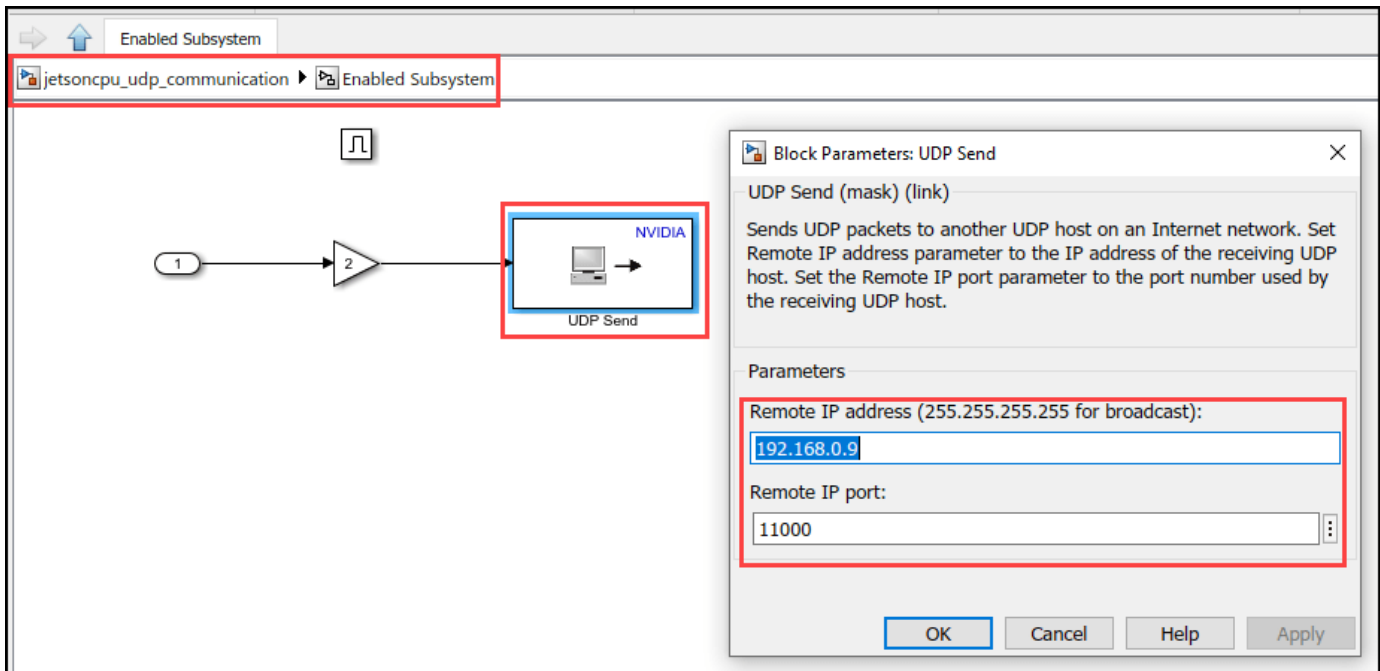 Enabled Subsystem
jetsoncpu_udp_communication Enabled Subsystem
1
2
NVIDIA
UDP Send
Block Parameters: UDP Send
UDP Send (mask) (link)
Sends UDP packets to another UDP host on an Internet network. Set
Remote IP address parameter to the IP address of the receiving UDP
host. Set the Remote IP port parameter to the port number used by
the receiving UDP host.
Parameters
Remote IP address (255.255.255.255 for broadcast):
192.168.0.9
Remote IP port:
11000
OK Cancel Help Apply